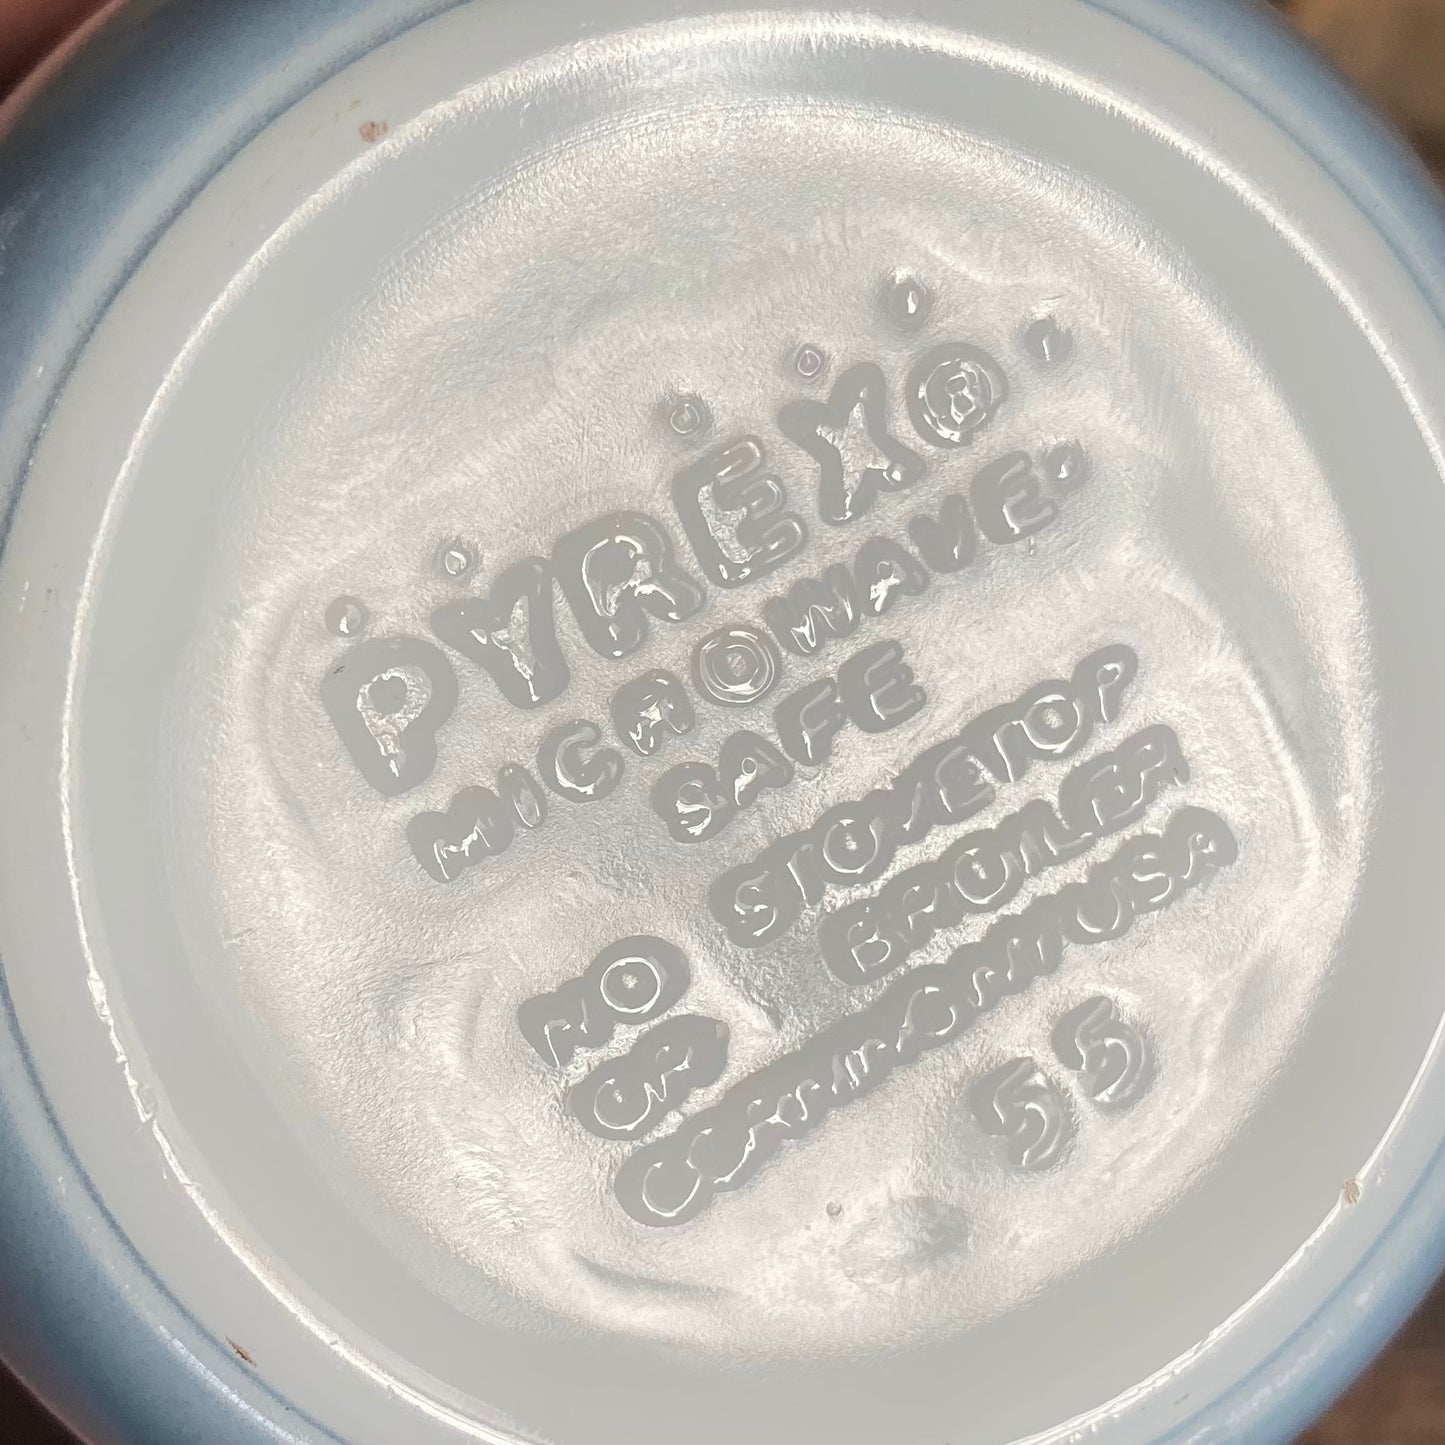 PYREX®
MICROWAVE
SAFE
NO STOVETOP
OR BROILER
CORNING NY USA
55